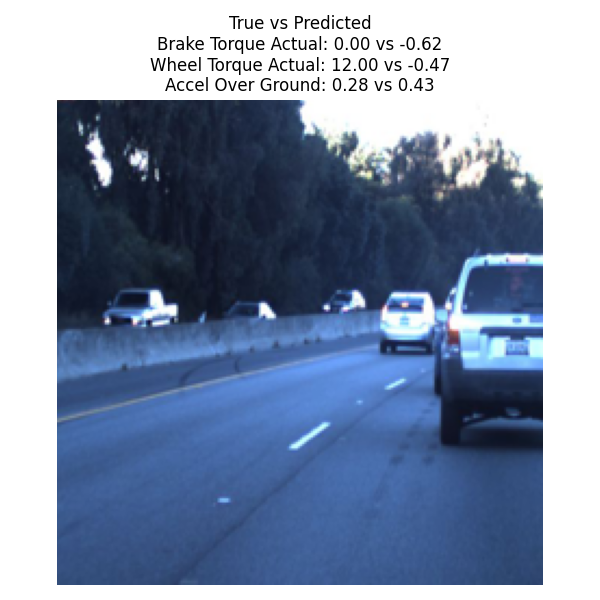 True vs Predicted
Brake Torque Actual: 0.00 vs -0.62
Wheel Torque Actual: 12.00 vs -0.47
Accel Over Ground: 0.28 vs 0.43